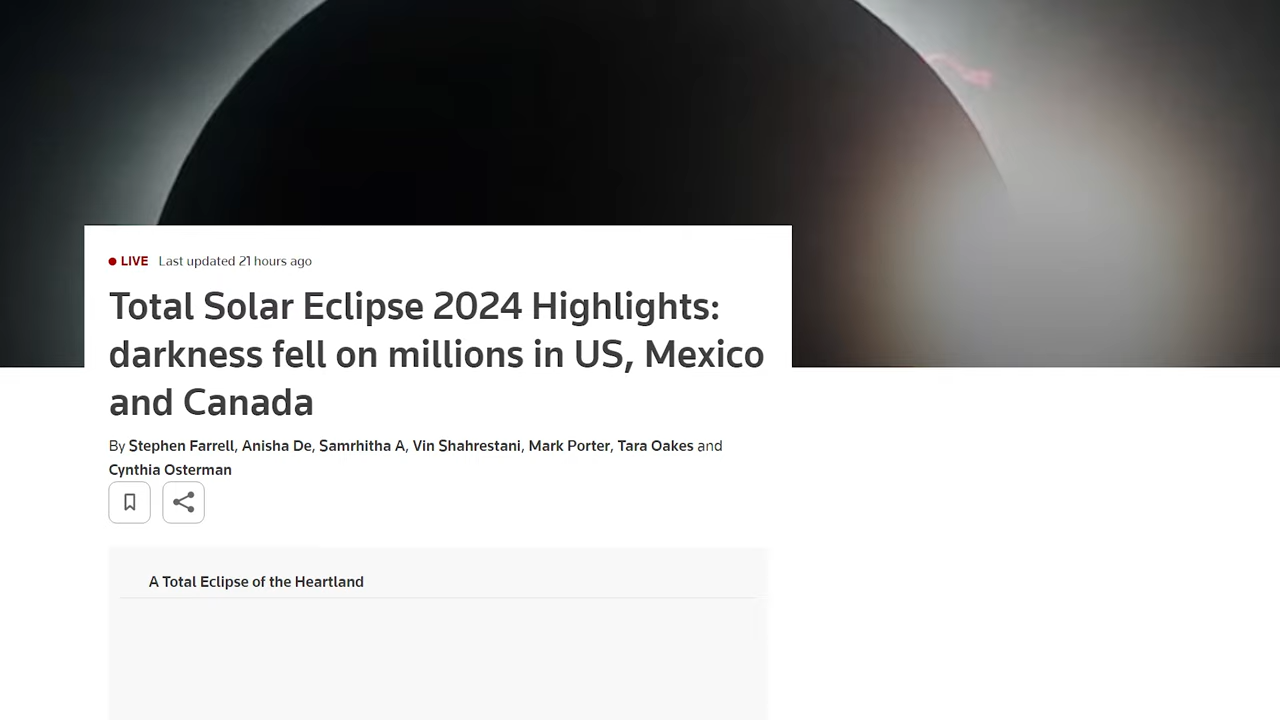 LIVE Last updated 21 hours ago
Total Solar Eclipse 2024 Highlights:
darkness fell on millions in US, Mexico
and Canada
By Stephen Farrell, Anisha De, Samrhitha A, Vin Shahrestani, Mark Porter, Tara Oakes and
Cynthia Osterman
A Total Eclipse of the Heartland